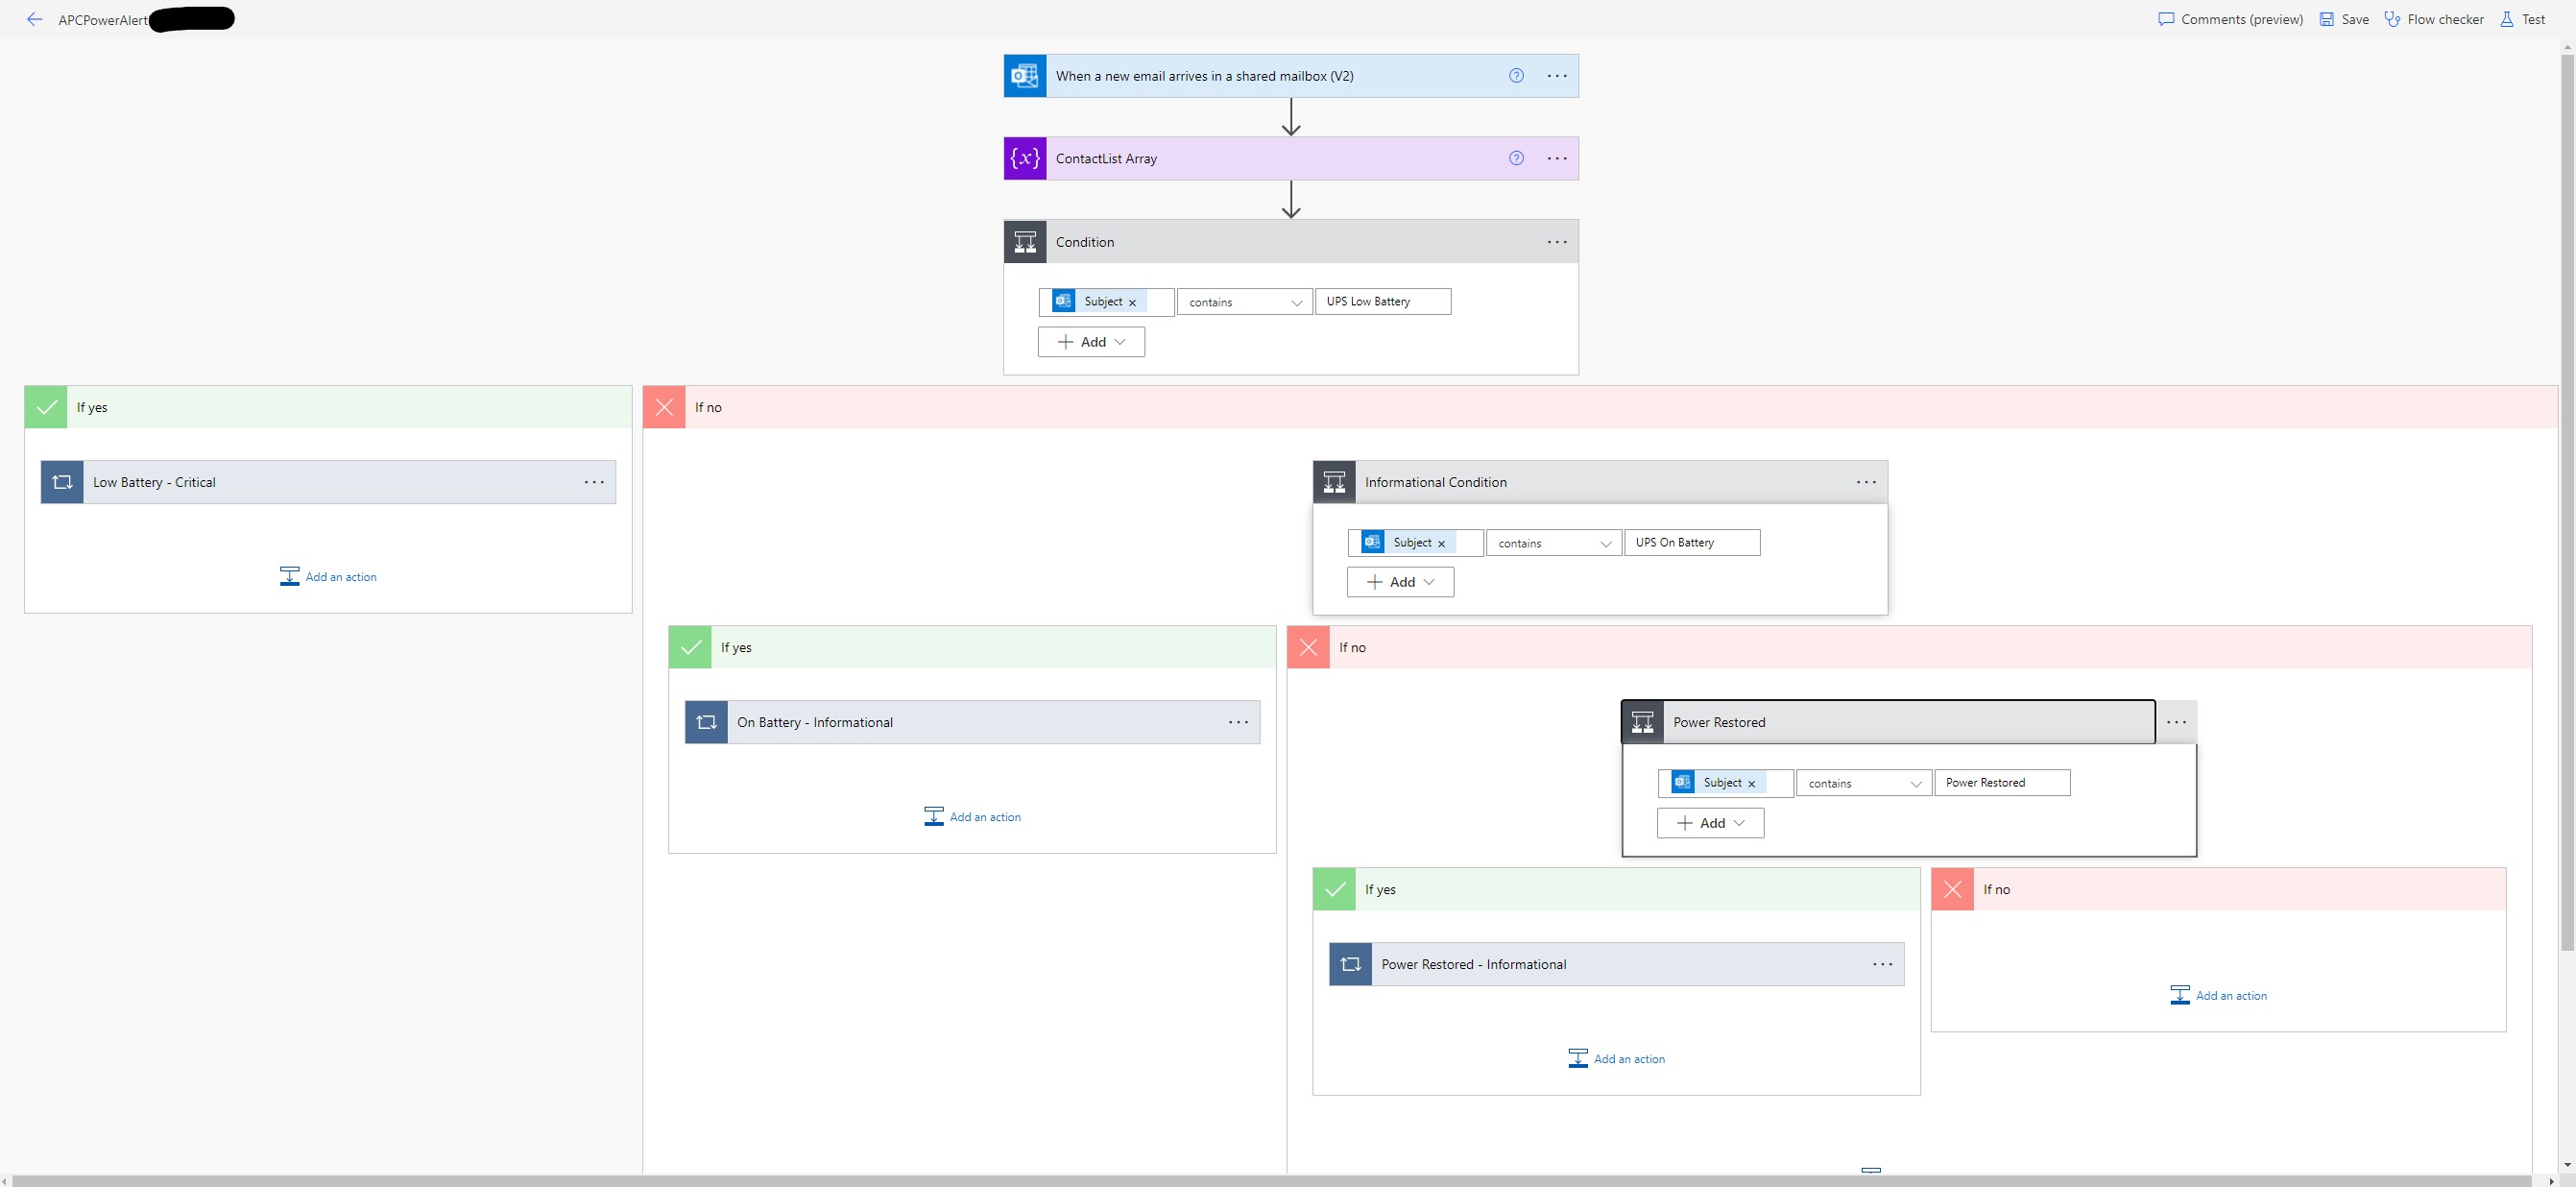 APCPowerAlert
Comments (preview) Save Flow checker Test
When a new email arrives in a shared mailbox (V2)
{x} ContactList Array
Condition
Subject contains UPS Low Battery
Add
If yes
If no
Low Battery - Critical
Add an action
Informational Condition
Subject contains UPS On Battery
Add
If yes
If no
On Battery - Informational
Add an action
Power Restored
Subject contains Power Restored
Add
If yes
If no
Power Restored - Informational
Add an action
Add an action